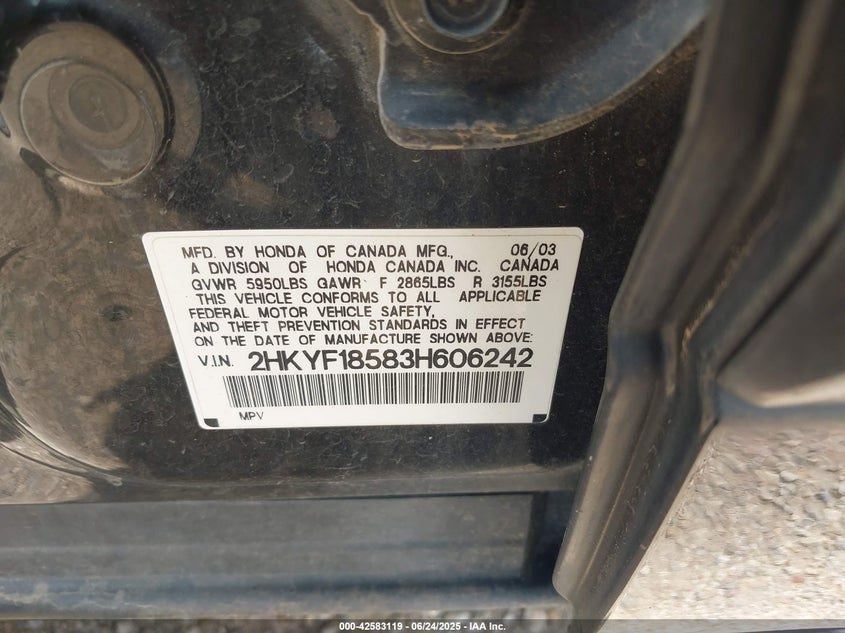 MFD. BY HONDA OF CANADA MFG., 06/03
A DIVISION OF HONDA CANADA INC. CANADA
GVWR 5950LBS GAWR F 2865LBS R 3155LBS
THIS VEHICLE CONFORMS TO ALL APPLICABLE
FEDERAL MOTOR VEHICLE SAFETY,
AND THEFT PREVENTION STANDARDS IN EFFECT
ON THE DATE OF MANUFACTURE SHOWN ABOVE:
V.I.N. 2HKYF18583H606242
MPV
000-42583119 - 06/24/2025 - IAA Inc.